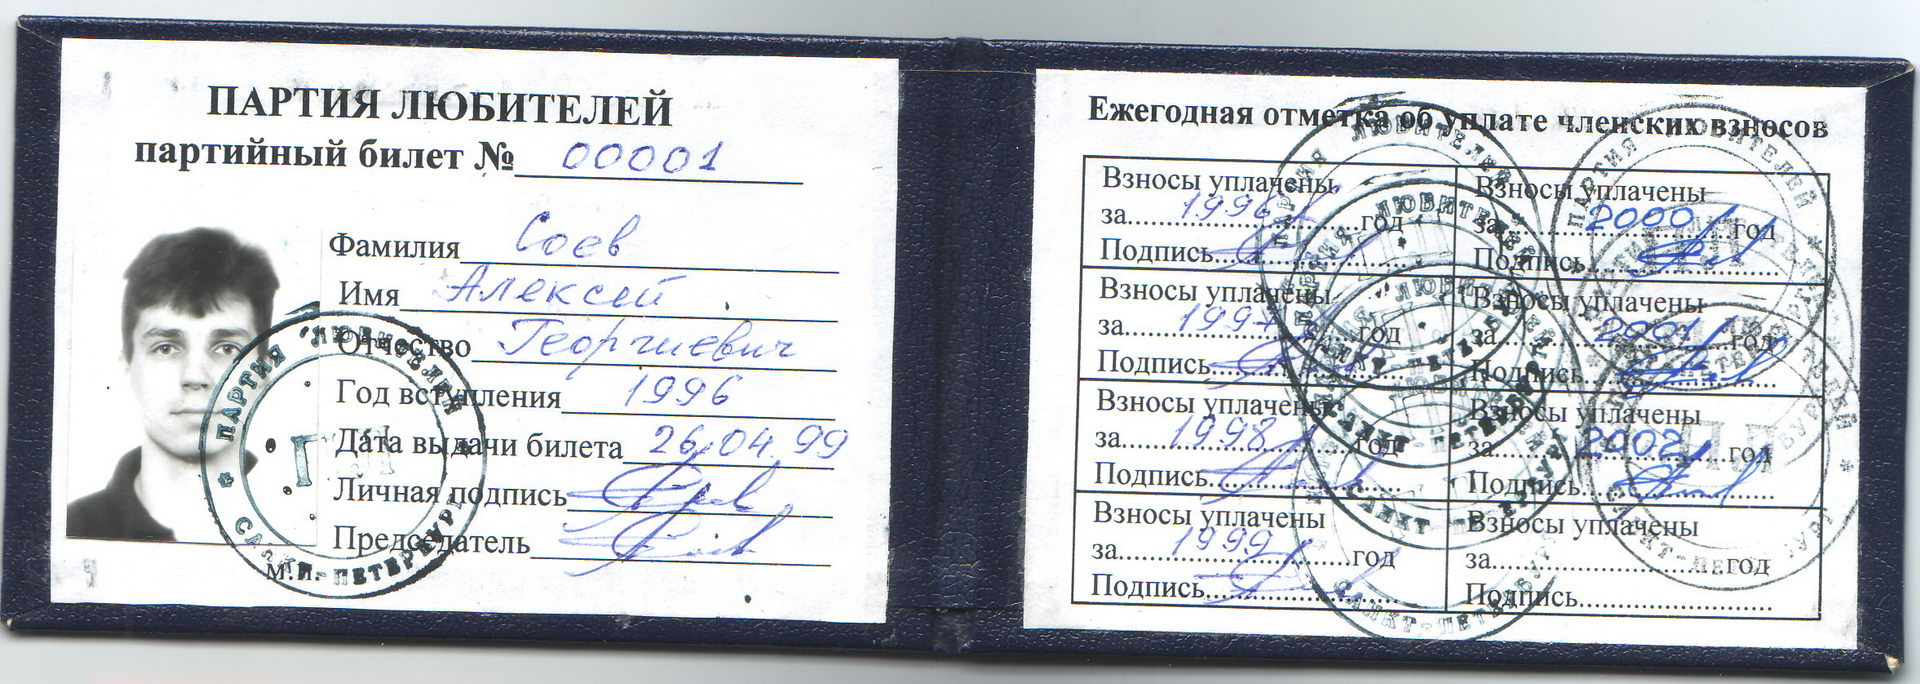 ПАРТИЯ ЛЮБИТЕЛЕЙ
партийный билет № 00001
Фамилия Соев
Имя Алексей
Отчество Георгиевич
Год вступления 1996
Дата выдачи билета 26.04.99
Личная подпись
Председатель
м.п.
ПАРТИЯ ЛЮБИТЕЛЕЙ
САНКТ-ПЕТЕРБУРГ
Ежегодная отметка об уплате членских взносов
Взносы уплачены
за 1996 год
Подпись
Взносы уплачены
за 2000 год
Подпись
Взносы уплачены
за 1997 год
Подпись
Взносы уплачены
за 2001 год
Подпись
Взносы уплачены
за 1998 год
Подпись
Взносы уплачены
за 2002 год
Подпись
Взносы уплачены
за 1999 год
Подпись
Взносы уплачены
за год
Подпись
ПАРТИЯ ЛЮБИТЕЛЕЙ
САНКТ-ПЕТЕРБУРГ